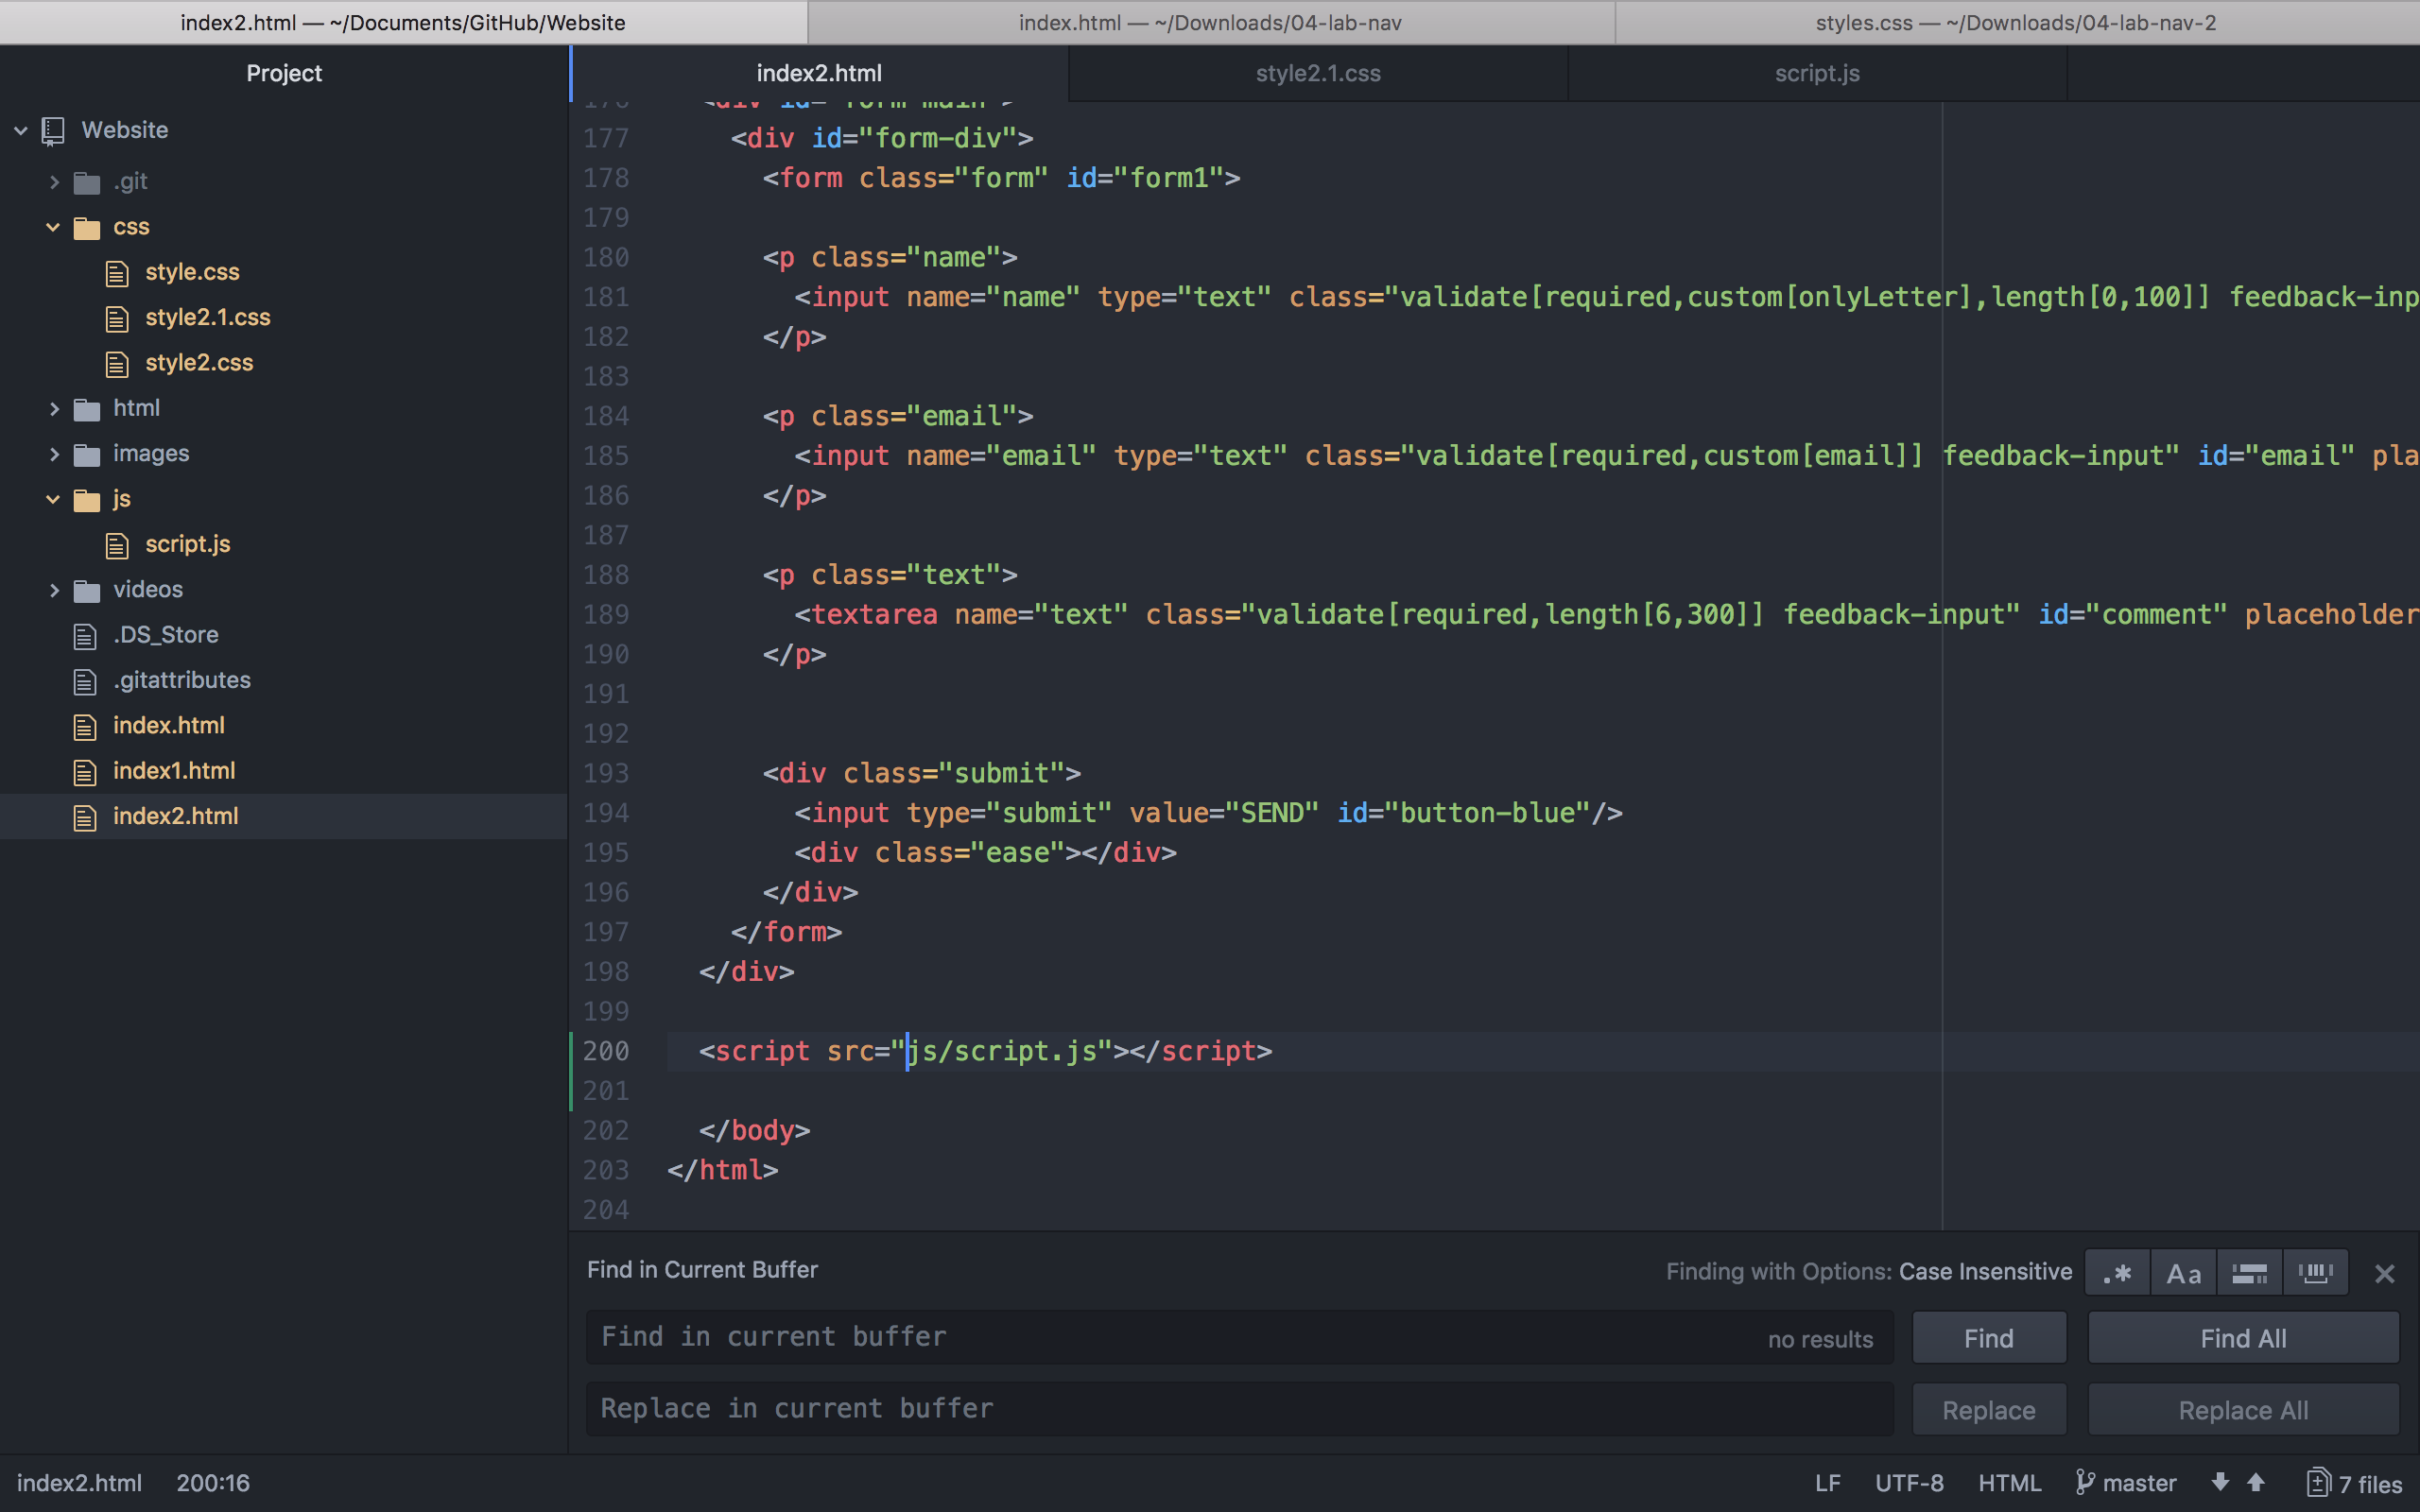 index2.html — ~/Documents/GitHub/Website
index.html — ~/Downloads/04-lab-nav
styles.css — ~/Downloads/04-lab-nav-2
Project
index2.html
style2.1.css
script.js
Website
.git
css
style.css
style2.1.css
style2.css
html
images
js
script.js
videos
.DS_Store
.gitattributes
index.html
index1.html
index2.html
176 <div id="form-main">
177 <div id="form-div">
178 <form class="form" id="form1">
179
180 <p class="name">
181 <input name="name" type="text" class="validate[required,custom[onlyLetter],length[0,100]] feedback-inp
182 </p>
183
184 <p class="email">
185 <input name="email" type="text" class="validate[required,custom[email]] feedback-input" id="email" pla
186 </p>
187
188 <p class="text">
189 <textarea name="text" class="validate[required,length[6,300]] feedback-input" id="comment" placeholder
190 </p>
191
192
193 <div class="submit">
194 <input type="submit" value="SEND" id="button-blue"/>
195 <div class="ease"></div>
196 </div>
197 </form>
198 </div>
199
200 <script src="js/script.js"></script>
201
202 </body>
203 </html>
204
Find in Current Buffer
Finding with Options: Case Insensitive
.*
Aa
Find in current buffer
no results
Find
Find All
Replace in current buffer
Replace
Replace All
index2.html 200:16
LF UTF-8 HTML master 7 files